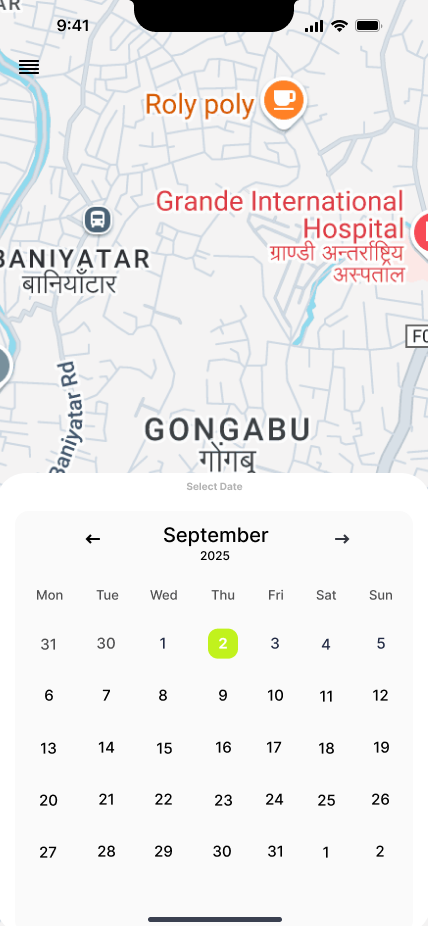 AR
9:41
Roly poly
Grande International
Hospital
ग्राण्डी अन्तर्राष्ट्रिय
अस्पताल
BANIYATAR
बानियाँटार
F0
Baniyatar Rd
GONGABU
गोंगबु
Select Date
← September →
2025
Mon Tue Wed Thu Fri Sat Sun
31 30 1 2 3 4 5
6 7 8 9 10 11 12
13 14 15 16 17 18 19
20 21 22 23 24 25 26
27 28 29 30 31 1 2